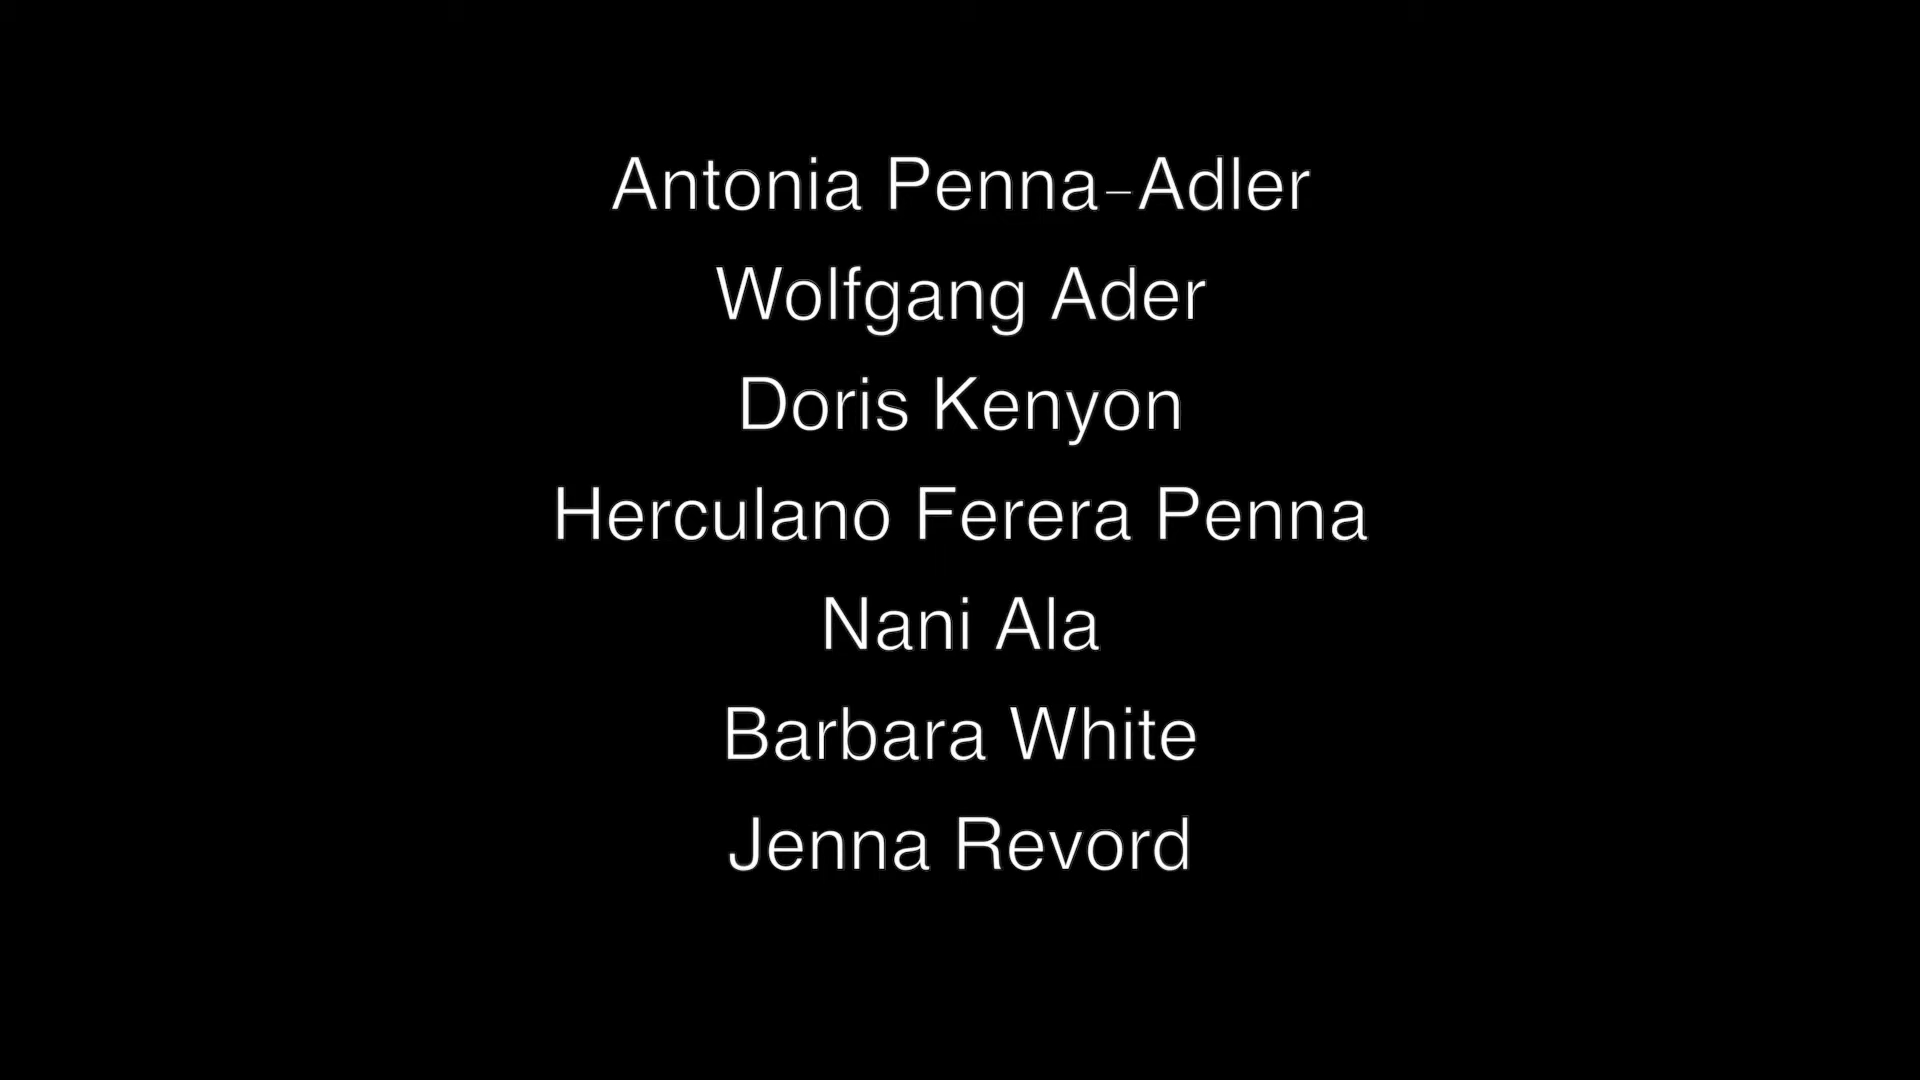 Antonia Penna-Adler
Wolfgang Ader
Doris Kenyon
Herculano Ferera Penna
Nani Ala
Barbara White
Jenna Revord